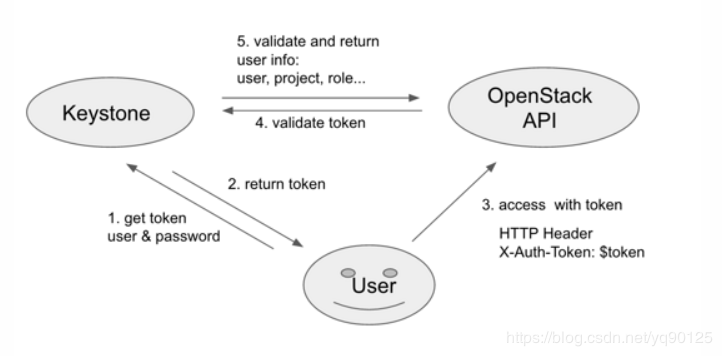 5. validate and return
user info:
user, project, role...
Keystone
OpenStack
API
4. validate token
2. return token
1. get token
user & password
3. access with token
HTTP Header
X-Auth-Token: $token
User
https://blog.csdn.net/yq90125